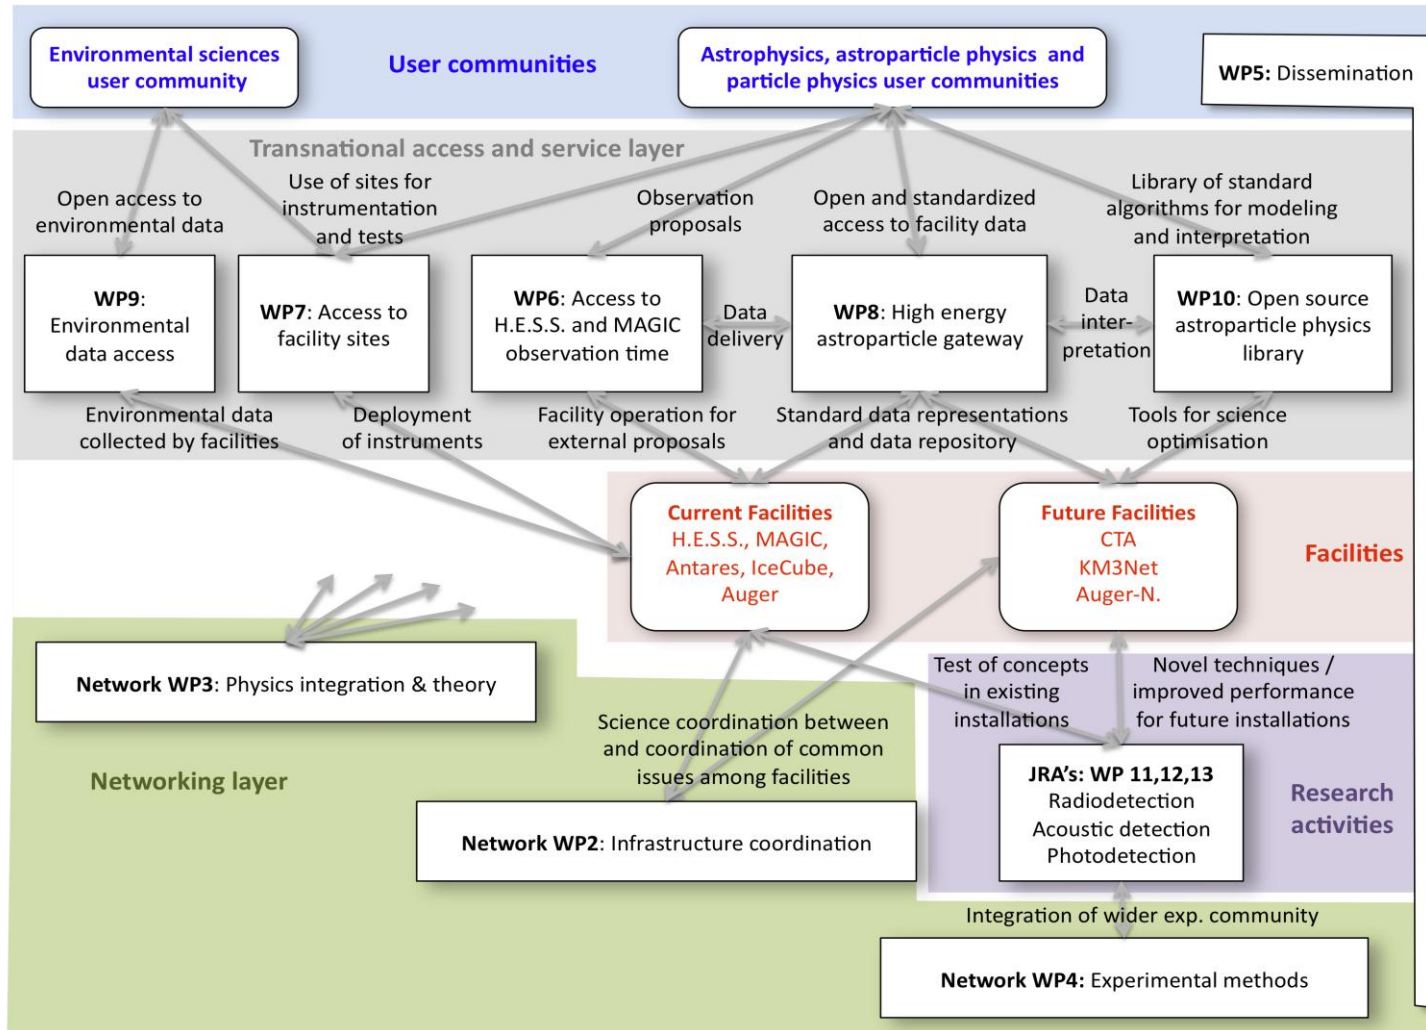 Environmental sciences
user community
User communities
Astrophysics, astroparticle physics and
particle physics user communities
WP5: Dissemination
Transnational access and service layer
Open access to
environmental data
Use of sites for
instrumentation
and tests
Observation
proposals
Open and standardized
access to facility data
Library of standard
algorithms for modeling
and interpretation
WP9:
Environmental
data access
WP7: Access to
facility sites
WP6: Access to
H.E.S.S. and MAGIC
observation time
Data
delivery
WP8: High energy
astroparticle gateway
Data
inter-
pretation
WP10: Open source
astroparticle physics
library
Environmental data
collected by facilities
Deployment
of instruments
Facility operation for
external proposals
Standard data representations
and data repository
Tools for science
optimisation
Current Facilities
H.E.S.S., MAGIC,
Antares, IceCube,
Auger
Future Facilities
CTA
KM3Net
Auger-N.
Facilities
Network WP3: Physics integration & theory
Test of concepts
in existing
installations
Novel techniques /
improved performance
for future installations
Science coordination between
and coordination of common
issues among facilities
Networking layer
JRA's: WP 11,12,13
Radiodetection
Acoustic detection
Photodetection
Research
activities
Network WP2: Infrastructure coordination
Integration of wider exp. community
Network WP4: Experimental methods